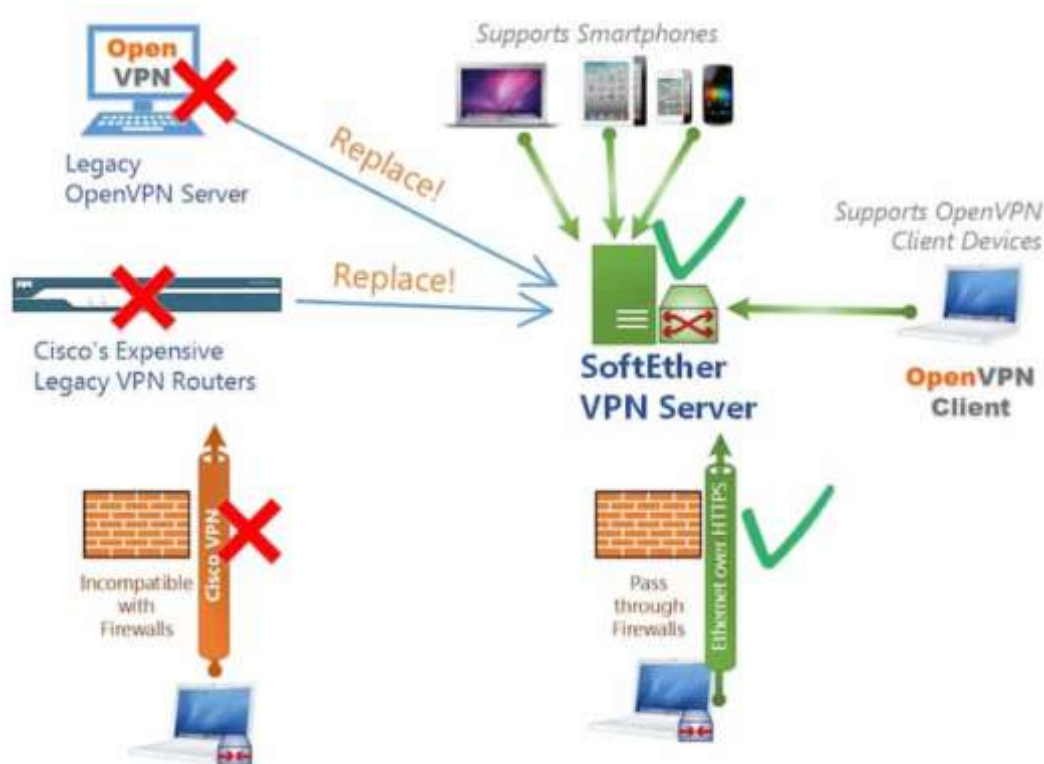 Open
VPN
Legacy
OpenVPN Server
Replace!
Supports Smartphones
Supports OpenVPN
Client Devices
Replace!
Cisco's Expensive
Legacy VPN Routers
SoftEther
VPN Server
OpenVPN
Client
Cisco VPN
Incompatible
with
Firewalls
Ethernet over HTTPS
Pass
through
Firewalls